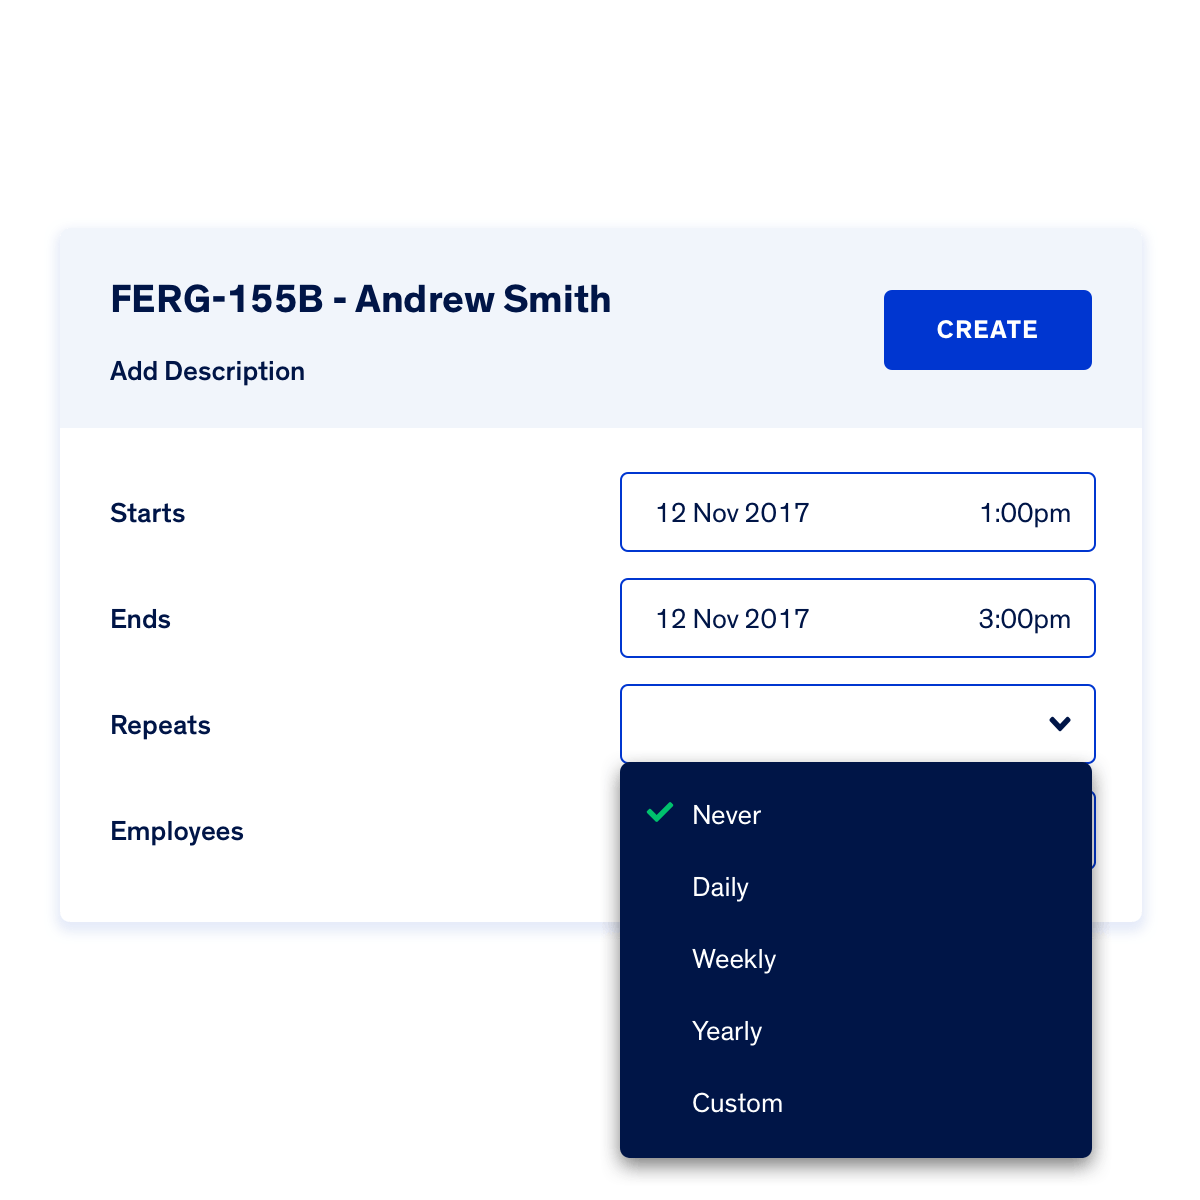 FERG-155B - Andrew Smith
CREATE
Add Description
Starts
12 Nov 2017 1:00pm
Ends
12 Nov 2017 3:00pm
Repeats
Employees
Never
Daily
Weekly
Yearly
Custom